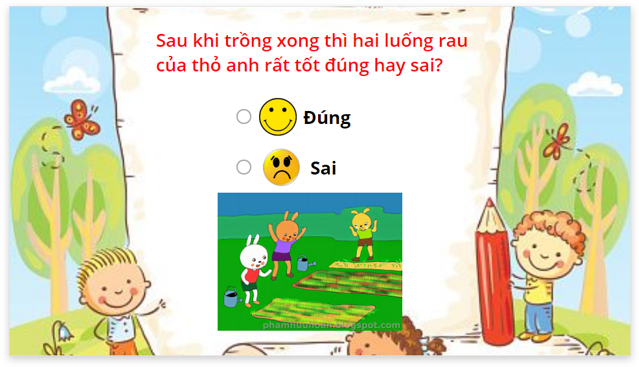 Sau khi trồng xong thì hai luống rau
của thỏ anh rất tốt đúng hay sai?
Đúng
Sai